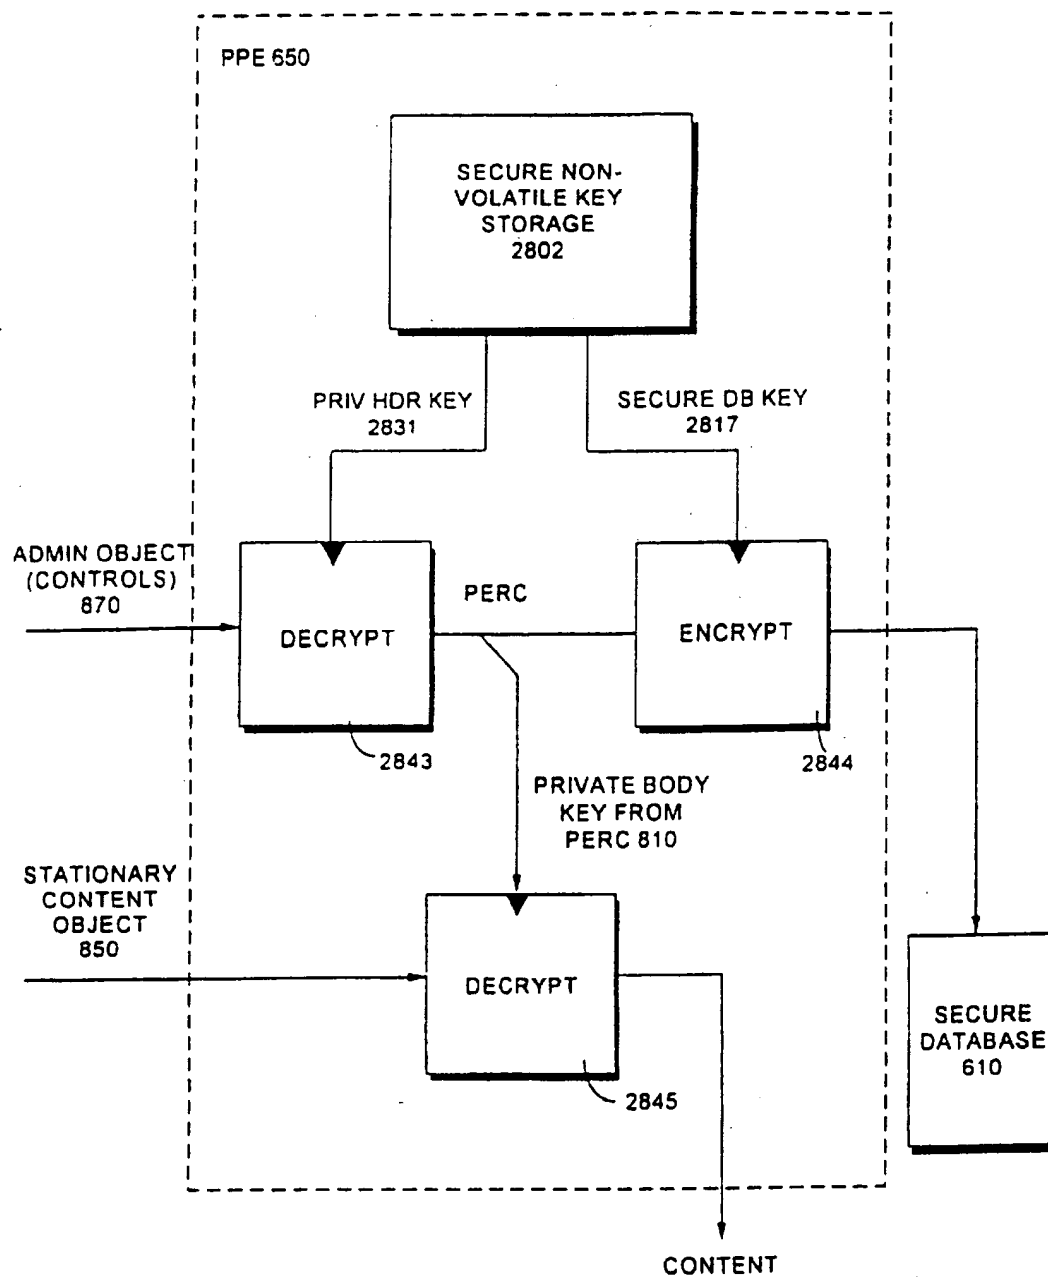 PPE 650
SECURE NON-
VOLATILE KEY
STORAGE
2802
PRIV HDR KEY
2831
SECURE DB KEY
2817
ADMIN OBJECT
(CONTROLS)
870
DECRYPT
2843
PERC
ENCRYPT
2844
PRIVATE BODY
KEY FROM
PERC 810
STATIONARY
CONTENT
OBJECT
850
DECRYPT
2845
SECURE
DATABASE
610
CONTENT